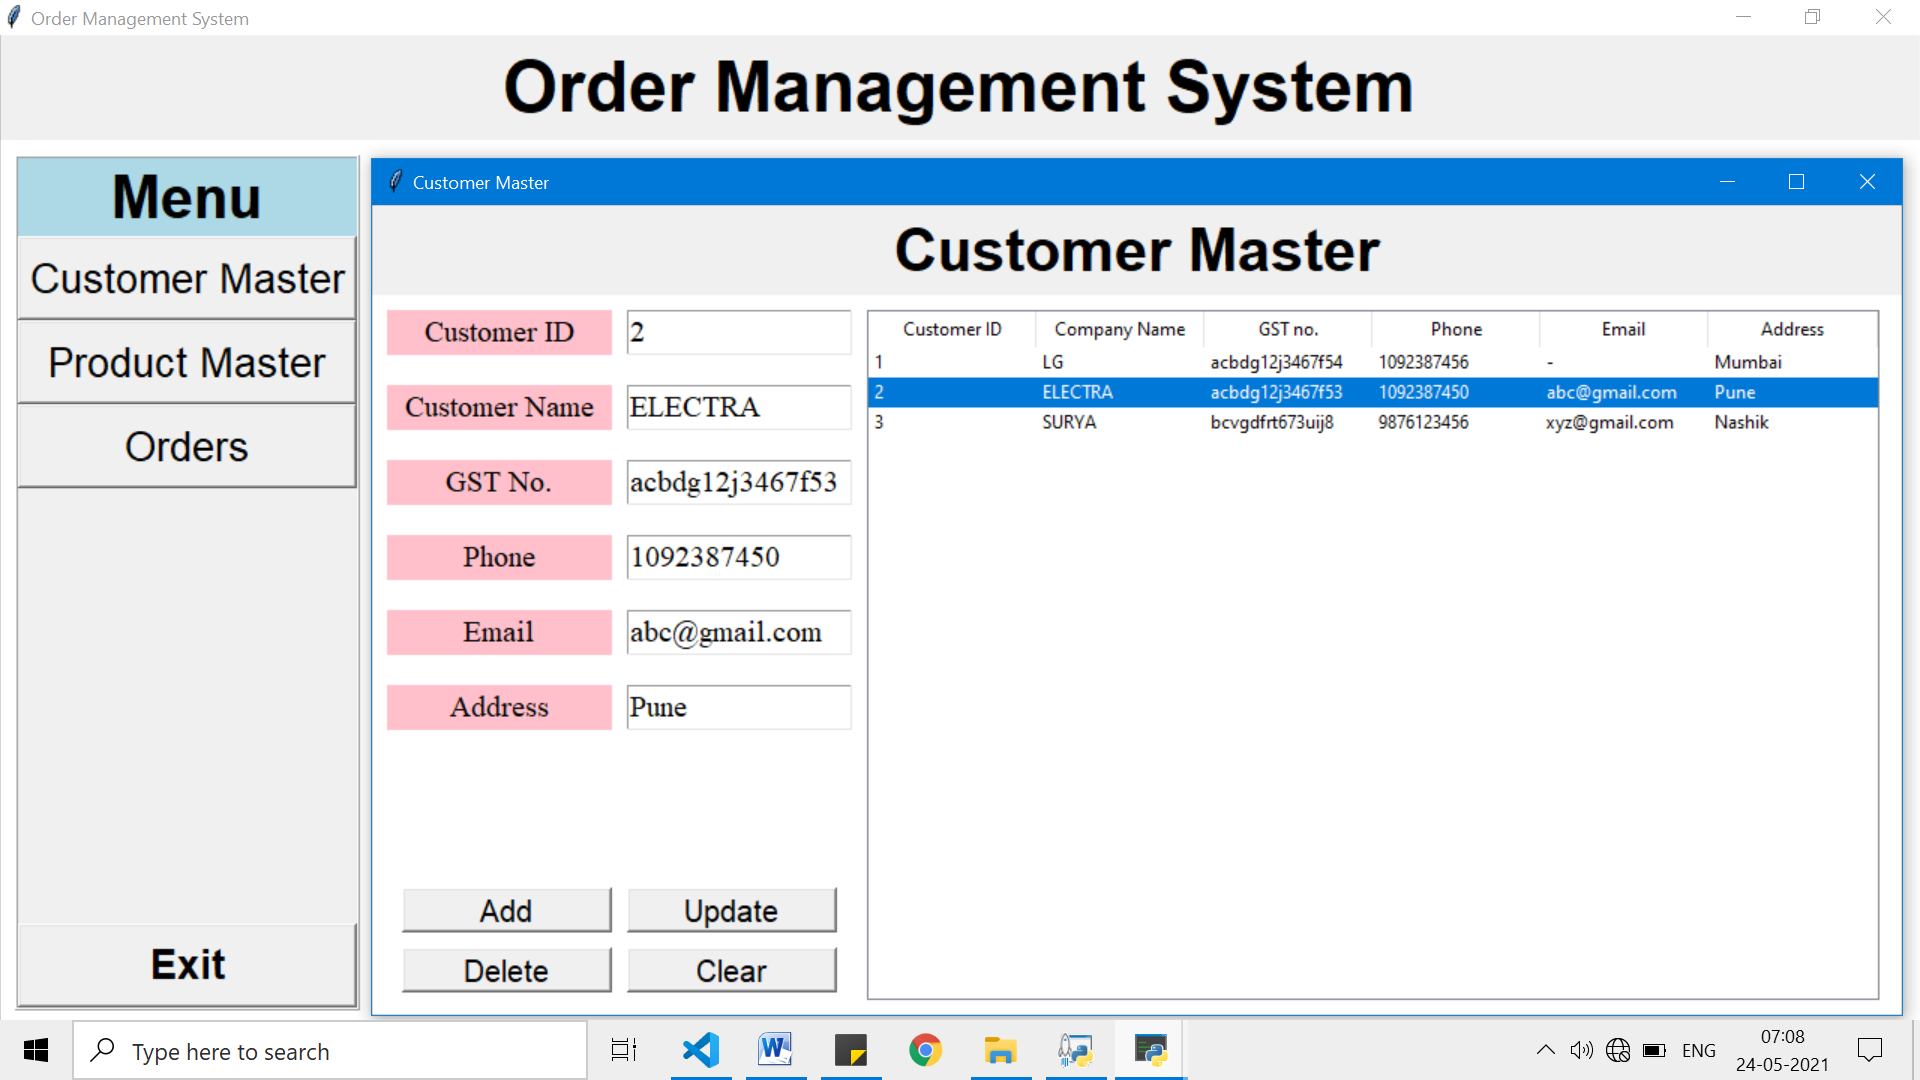 Order Management System
Order Management System
Menu
Customer Master
Product Master
Orders
Exit
Customer Master
Customer Master
Customer ID 2
Customer Name ELECTRA
GST No. acbdg12j3467f53
Phone 1092387450
Email abc@gmail.com
Address Pune
Add Update
Delete Clear
Customer ID Company Name GST no. Phone Email Address
1 LG acbdg12j3467f54 1092387456 - Mumbai
2 ELECTRA acbdg12j3467f53 1092387450 abc@gmail.com Pune
3 SURYA bcvgdfrt673uij8 9876123456 xyz@gmail.com Nashik
Type here to search
W
ENG
07:08
24-05-2021